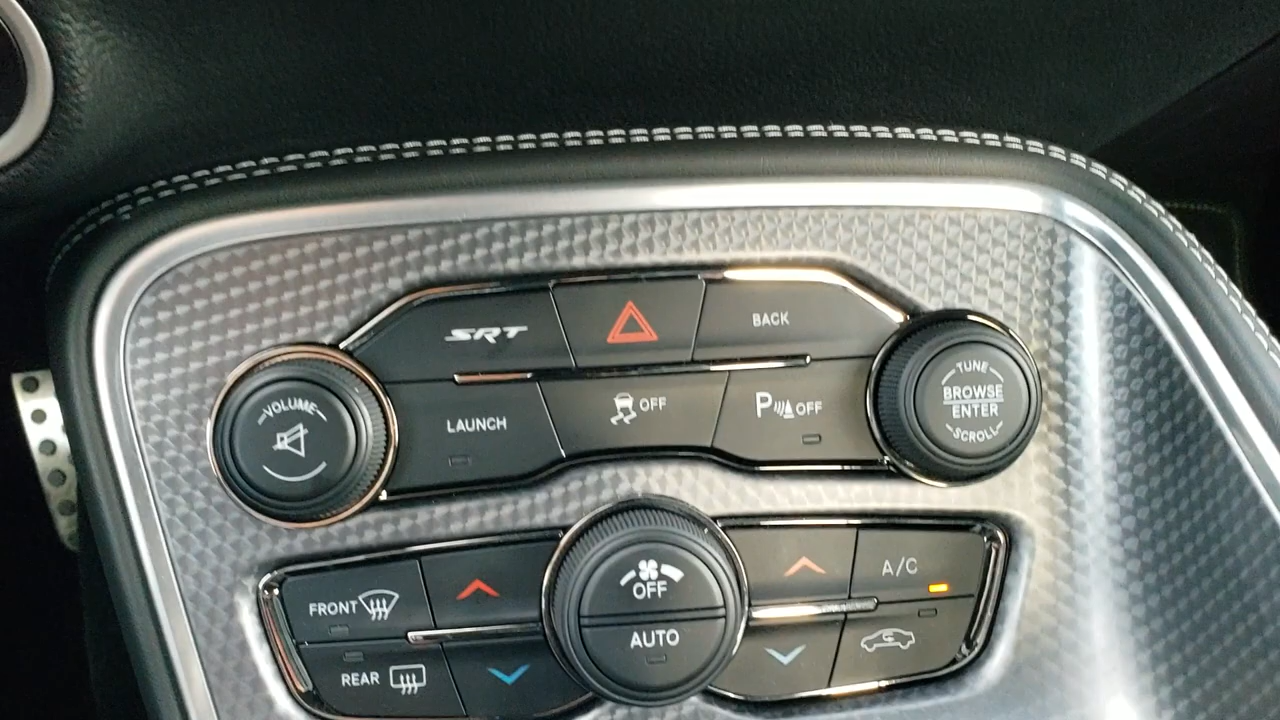 SRT
BACK
VOLUME
LAUNCH
OFF
P OFF
TUNE
BROWSE
ENTER
SCROLL
FRONT
OFF
A/C
REAR
AUTO